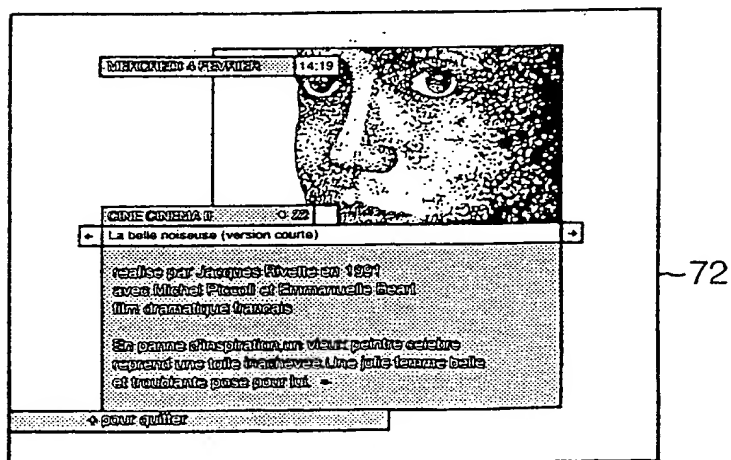 MERCREDI 4 FEVRIER 14:19
CINE CINEMA II 22
← La belle noiseuse (version courte) →
realise par Jacques Rivette en 1991
avec Michel Piccoli et Emmanuelle Beart
film dramatique francais
En panne d'inspiration,un vieux peintre celebre
reprend une toile inachevee.Une jolie femme belle
et troublante pose pour lui.
pour quitter
72